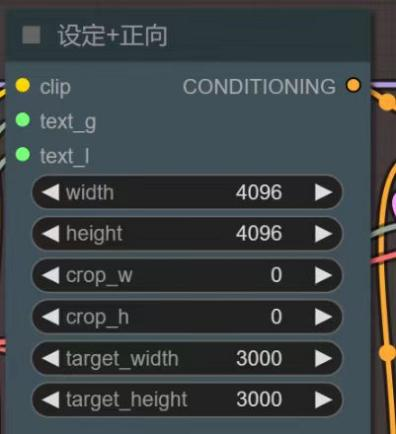 设定+正向
clip CONDITIONING
text_g
text_l
width 4096
height 4096
crop_w 0
crop_h 0
target_width 3000
target_height 3000